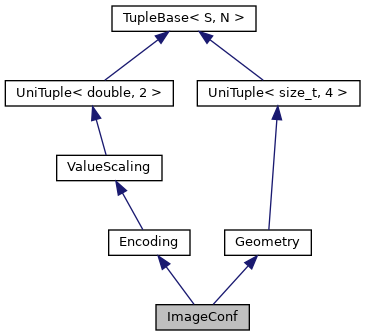 TupleBase< S, N >
UniTuple< double, 2 >
UniTuple< size_t, 4 >
ValueScaling
Encoding
Geometry
ImageConf